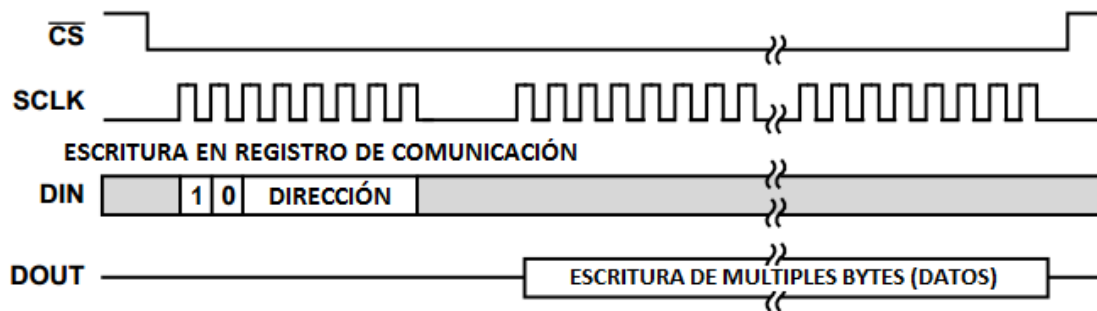 CS
SCLK
ESCRITURA EN REGISTRO DE COMUNICACIÓN
DIN 1 0 DIRECCIÓN
DOUT ESCRITURA DE MULTIPLES BYTES (DATOS)